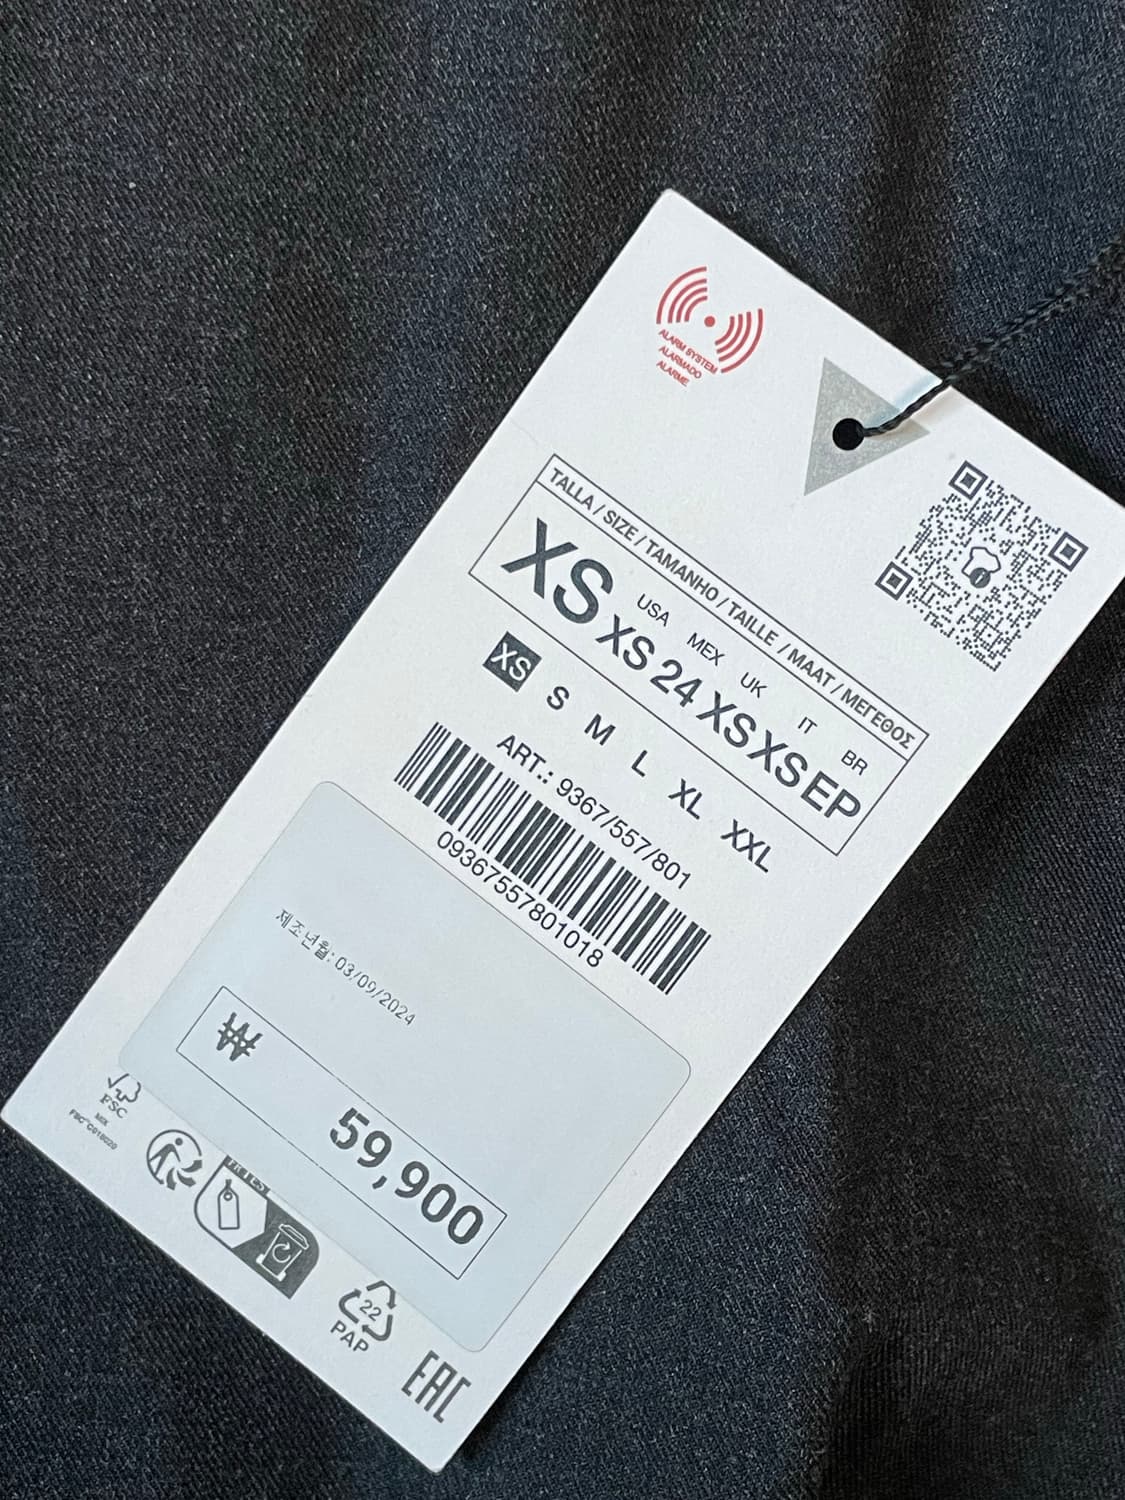 ALARM SYSTEM
ALARMADO
ALARME
TALLA / SIZE / TAMANHO / TAILLE / MAAT / ΜΕΓΕΘΟΣ
USA MEX UK IT BR
XS XS 24 XS XS EP
XS S M L XL XXL
ART.: 9367/557/801
09367557801018
제조년월: 03/09/2024
₩
59,900
FSC
MIX
22
PAP
EAC